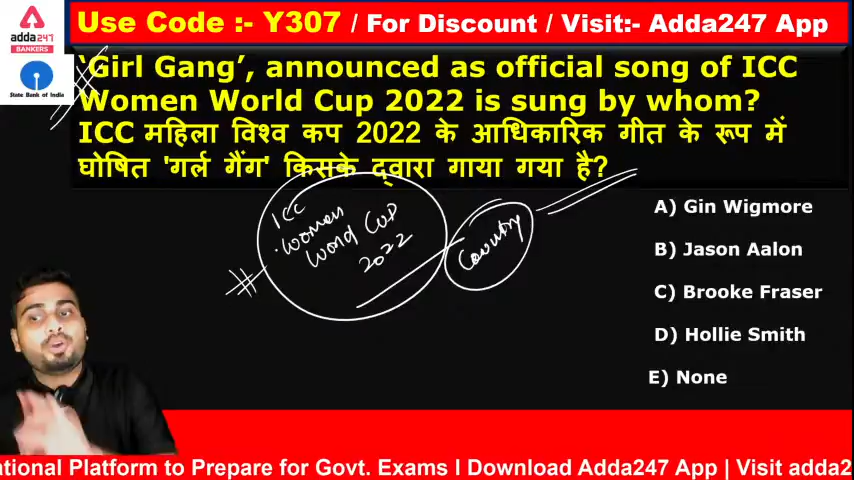 Use Code :- Y307 / For Discount / Visit:- Adda247 App
adda247
BANKERS
State Bank of India
‘Girl Gang’, announced as official song of ICC
Women World Cup 2022 is sung by whom?
ICC महिला विश्व कप 2022 के आधिकारिक गीत के रूप में
घोषित 'गर्ल गैंग' किसके द्वारा गाया गया है?
ICC
Women
World Cup
2022
Country
A) Gin Wigmore
B) Jason Aalon
C) Brooke Fraser
D) Hollie Smith
E) None
ational Platform to Prepare for Govt. Exams I Download Adda247 App | Visit adda2